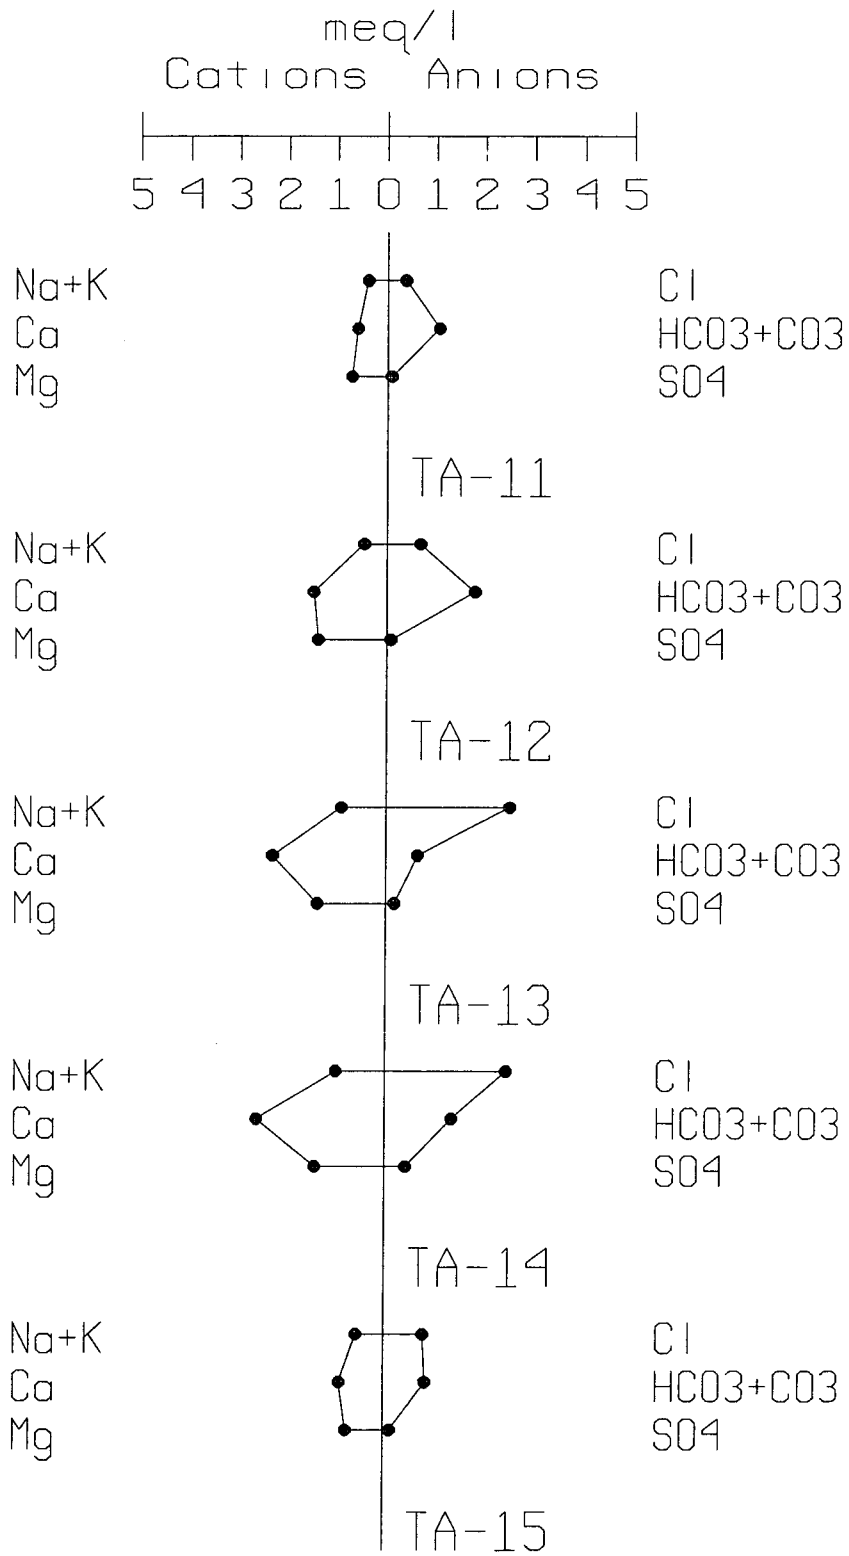 meq/l
Cations Anions
5 4 3 2 1 0 1 2 3 4 5
Na+K Cl
Ca HCO3+CO3
Mg SO4
TA-11
Na+K Cl
Ca HCO3+CO3
Mg SO4
TA-12
Na+K Cl
Ca HCO3+CO3
Mg SO4
TA-13
Na+K Cl
Ca HCO3+CO3
Mg SO4
TA-14
Na+K Cl
Ca HCO3+CO3
Mg SO4
TA-15